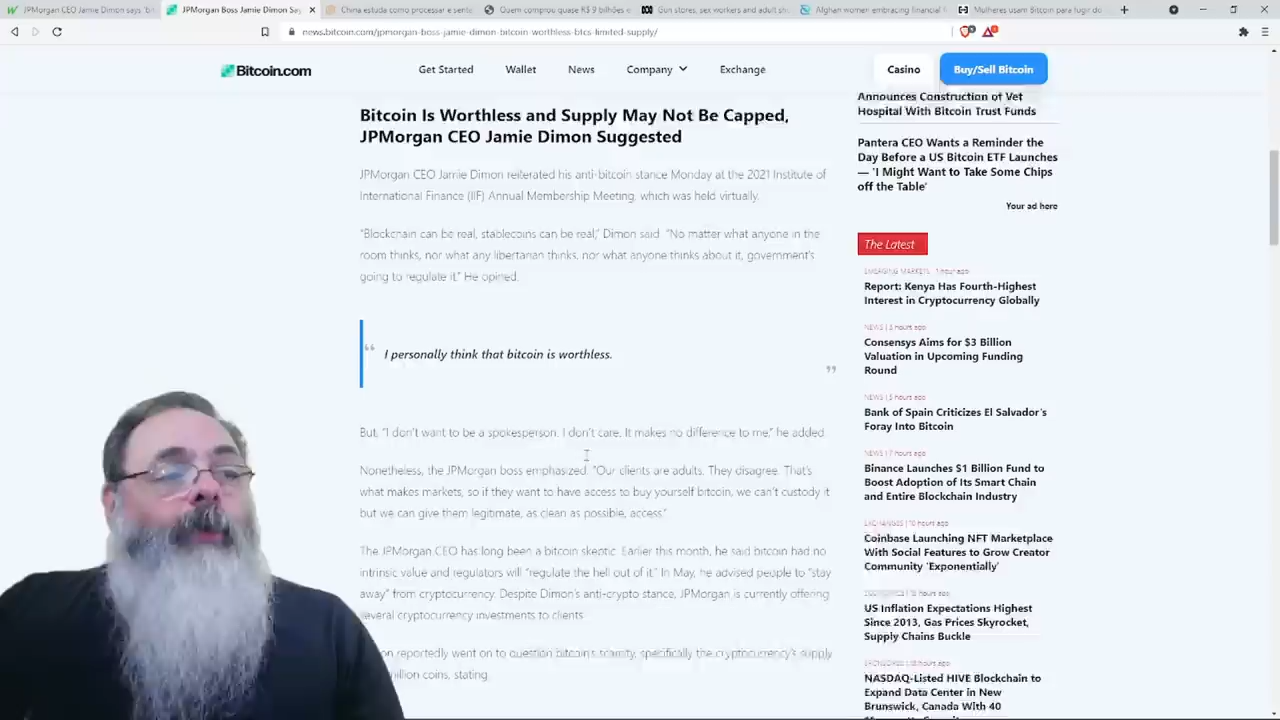 JPMorgan CEO Jamie Dimon says 'bit
JPMorgan Boss Jamie Dimon Say
China estuda como processar e sente
Quem comprou quase R$ 9 bilhões e
Gun stores, sex workers and adult sh
Afghan women embracing financial
Mulheres usam Bitcoin para fugir do
news.bitcoin.com/jpmorgan-boss-jamie-dimon-bitcoin-worthless-btcs-limited-supply/
Bitcoin.com
Get Started
Wallet
News
Company
Exchange
Casino
Buy/Sell Bitcoin
Bitcoin Is Worthless and Supply May Not Be Capped,
JPMorgan CEO Jamie Dimon Suggested
JPMorgan CEO Jamie Dimon reiterated his anti-bitcoin stance Monday at the 2021 Institute of
International Finance (IIF) Annual Membership Meeting, which was held virtually.
"Blockchain can be real, stablecoins can be real," Dimon said. "No matter what anyone in the
room thinks, nor what any libertarian thinks, nor what anyone thinks about it, government's
going to regulate it." He opined.
"I personally think that bitcoin is worthless."
But, "I don't want to be a spokesperson. I don't care. It makes no difference to me," he added.
Nonetheless, the JPMorgan boss emphasized. "Our clients are adults. They disagree. That's
what makes markets, so if they want to have access to buy yourself bitcoin, we can't custody it
but we can give them legitimate, as clean as possible, access."
The JPMorgan CEO has long been a bitcoin skeptic. Earlier this month, he said bitcoin had no
intrinsic value and regulators will "regulate the hell out of it." In May, he advised people to "stay
away" from cryptocurrency. Despite Dimon's anti-crypto stance, JPMorgan is currently offering
several cryptocurrency investments to clients.
on reportedly went on to question bitcoin's scarcity, specifically the cryptocurrency's supply
million coins, stating:
Announces Construction of Vet
Hospital With Bitcoin Trust Funds
Pantera CEO Wants a Reminder the
Day Before a US Bitcoin ETF Launches
— 'I Might Want to Take Some Chips
off the Table'
Your ad here
The Latest
EMERGING MARKETS 1 hour ago
Report: Kenya Has Fourth-Highest
Interest in Cryptocurrency Globally
NEWS | 3 hours ago
Consensys Aims for $3 Billion
Valuation in Upcoming Funding
Round
NEWS | 5 hours ago
Bank of Spain Criticizes El Salvador's
Foray Into Bitcoin
NEWS | 7 hours ago
Binance Launches $1 Billion Fund to
Boost Adoption of Its Smart Chain
and Entire Blockchain Industry
EXCHANGES | 10 hours ago
Coinbase Launching NFT Marketplace
With Social Features to Grow Creator
Community 'Exponentially'
hours ago
US Inflation Expectations Highest
Since 2013, Gas Prices Skyrocket,
Supply Chains Buckle
SPONSORED | hours ago
NASDAQ-Listed HIVE Blockchain to
Expand Data Center in New
Brunswick, Canada With 40